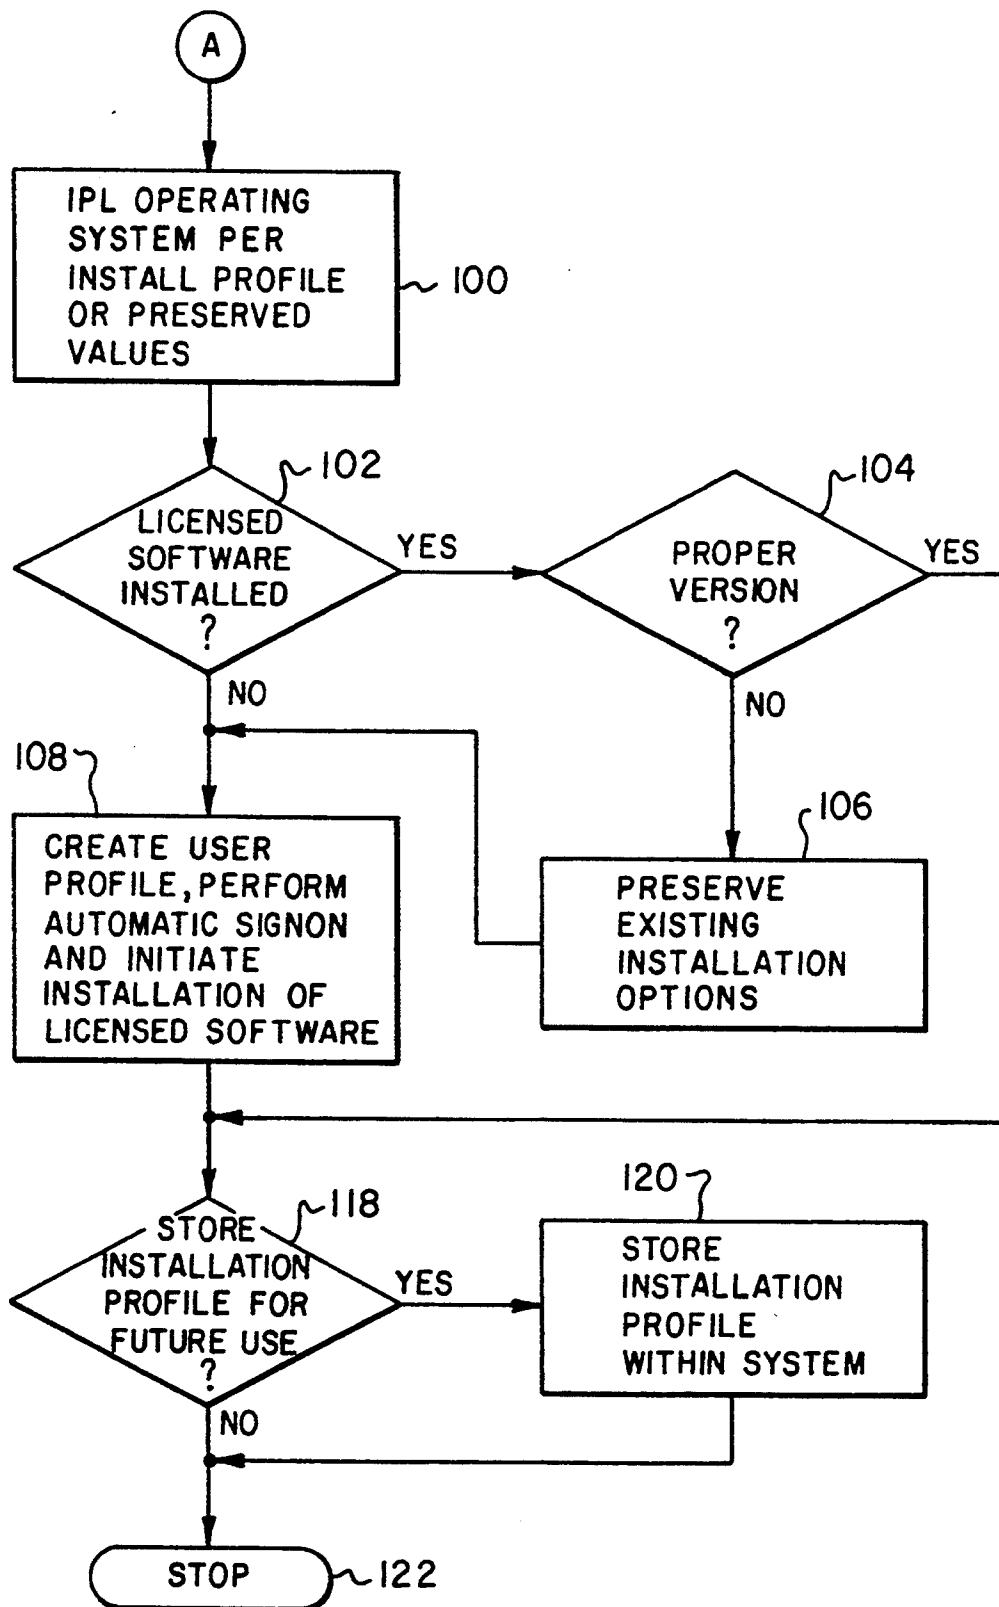 A
IPL OPERATING
SYSTEM PER
INSTALL PROFILE
OR PRESERVED
VALUES
100
102
LICENSED
SOFTWARE
INSTALLED
?
YES
NO
104
PROPER
VERSION
?
YES
NO
108
CREATE USER
PROFILE, PERFORM
AUTOMATIC SIGNON
AND INITIATE
INSTALLATION OF
LICENSED SOFTWARE
106
PRESERVE
EXISTING
INSTALLATION
OPTIONS
118
STORE
INSTALLATION
PROFILE FOR
FUTURE USE
?
YES
NO
120
STORE
INSTALLATION
PROFILE
WITHIN SYSTEM
STOP
122